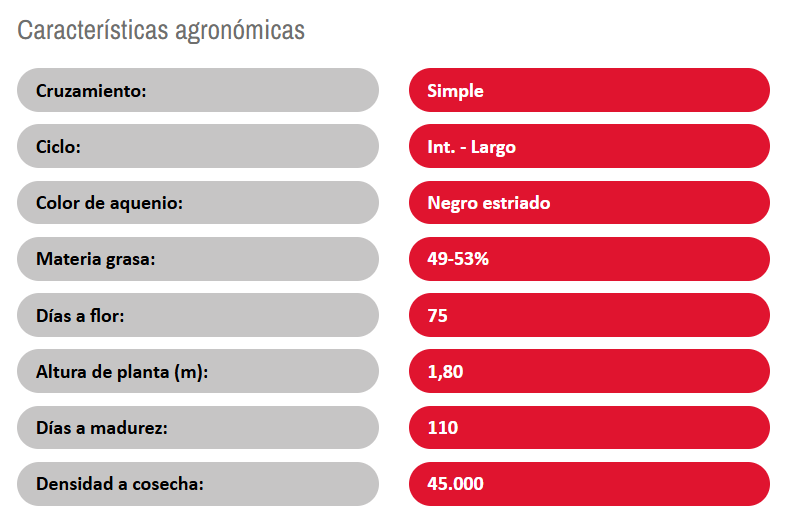 Características agronómicas
Cruzamiento: Simple
Ciclo: Int. - Largo
Color de aquenio: Negro estriado
Materia grasa: 49-53%
Días a flor: 75
Altura de planta (m): 1,80
Días a madurez: 110
Densidad a cosecha: 45.000